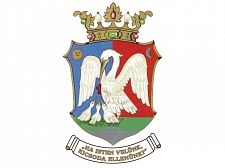 „HA ISTEN VELÜNK,
KICSODA ELLENÜNK?”